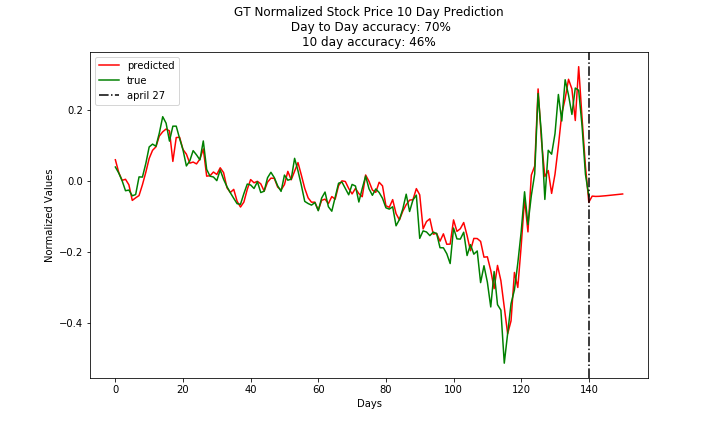 GT Normalized Stock Price 10 Day Prediction
Day to Day accuracy: 70%
10 day accuracy: 46%
predicted
true
april 27
Normalized Values
0.2
0.0
−0.2
−0.4
0 20 40 60 80 100 120 140
Days